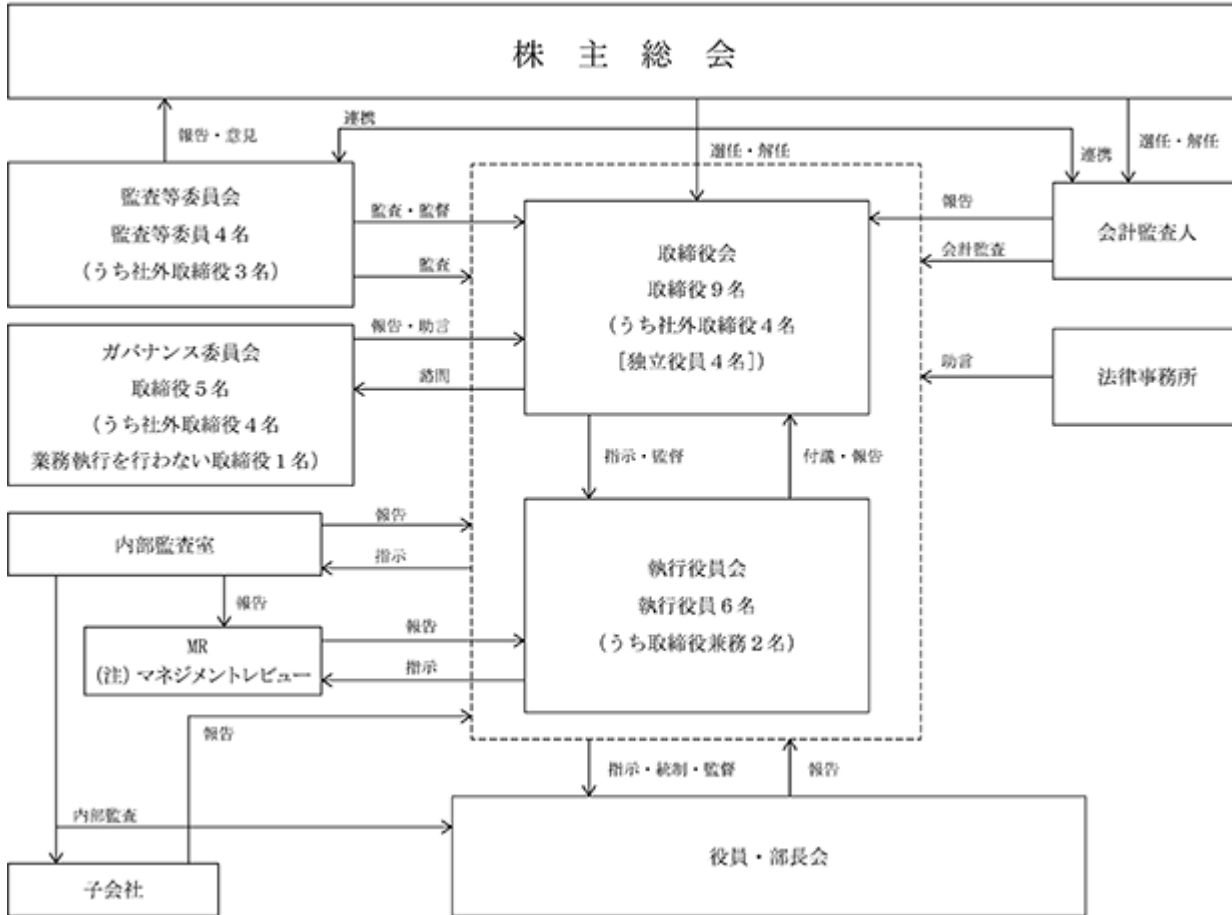 株主総会
連携
報告・意見
選任・解任
連携
選任・解任
監査等委員会
監査等委員4名
(うち社外取締役3名)
監査・監督
監査
取締役会
取締役9名
(うち社外取締役4名
[独立役員4名])
報告
会計監査
会計監査人
ガバナンス委員会
取締役5名
(うち社外取締役4名
業務執行を行わない取締役1名)
報告・助言
諮問
助言
法律事務所
指示・監督
付議・報告
内部監査室
報告
指示
報告
執行役員会
執行役員6名
(うち取締役兼務2名)
MR
(注)マネジメントレビュー
報告
指示
報告
指示・統制・監督
報告
内部監査
役員・部長会
子会社